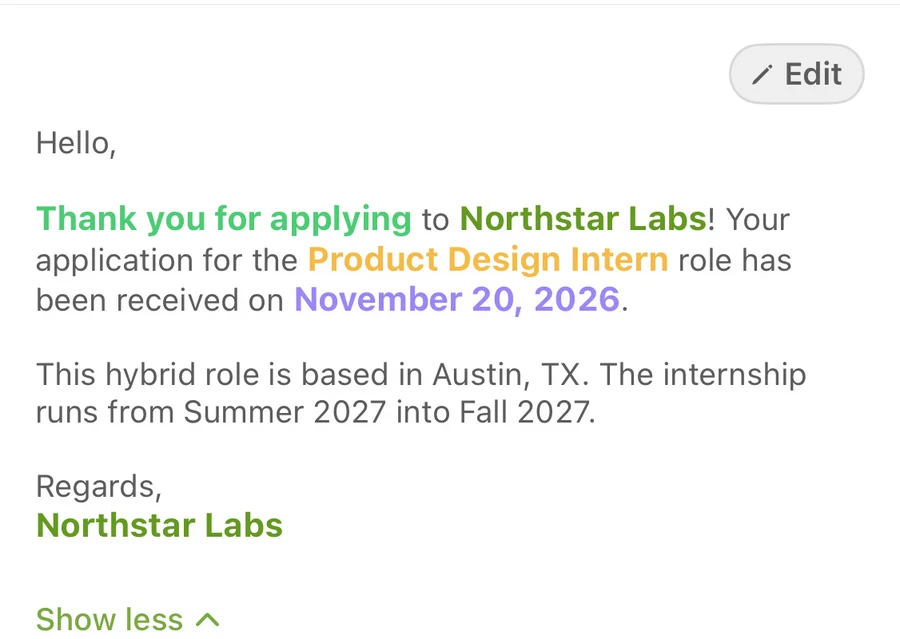 Edit
Hello,
Thank you for applying to Northstar Labs! Your
application for the Product Design Intern role has
been received on November 20, 2026.
This hybrid role is based in Austin, TX. The internship
runs from Summer 2027 into Fall 2027.
Regards,
Northstar Labs
Show less